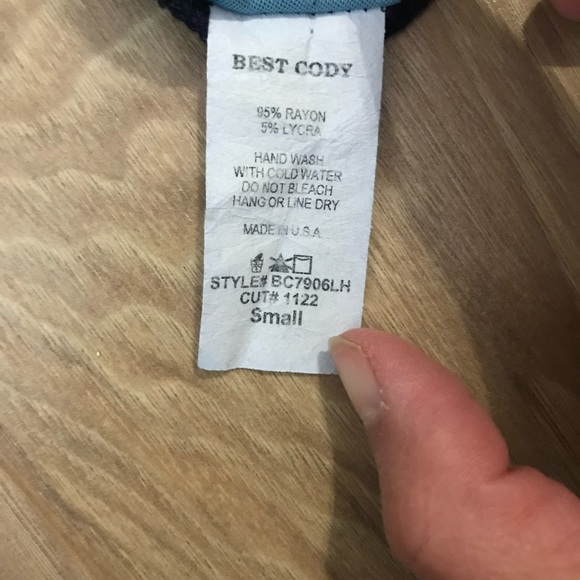 BEST CODY
95% RAYON
5% LYCRA
HAND WASH
WITH COLD WATER
DO NOT BLEACH
HANG OR LINE DRY
MADE IN U.S.A
STYLE# BC7906LH
CUT# 1122
Small